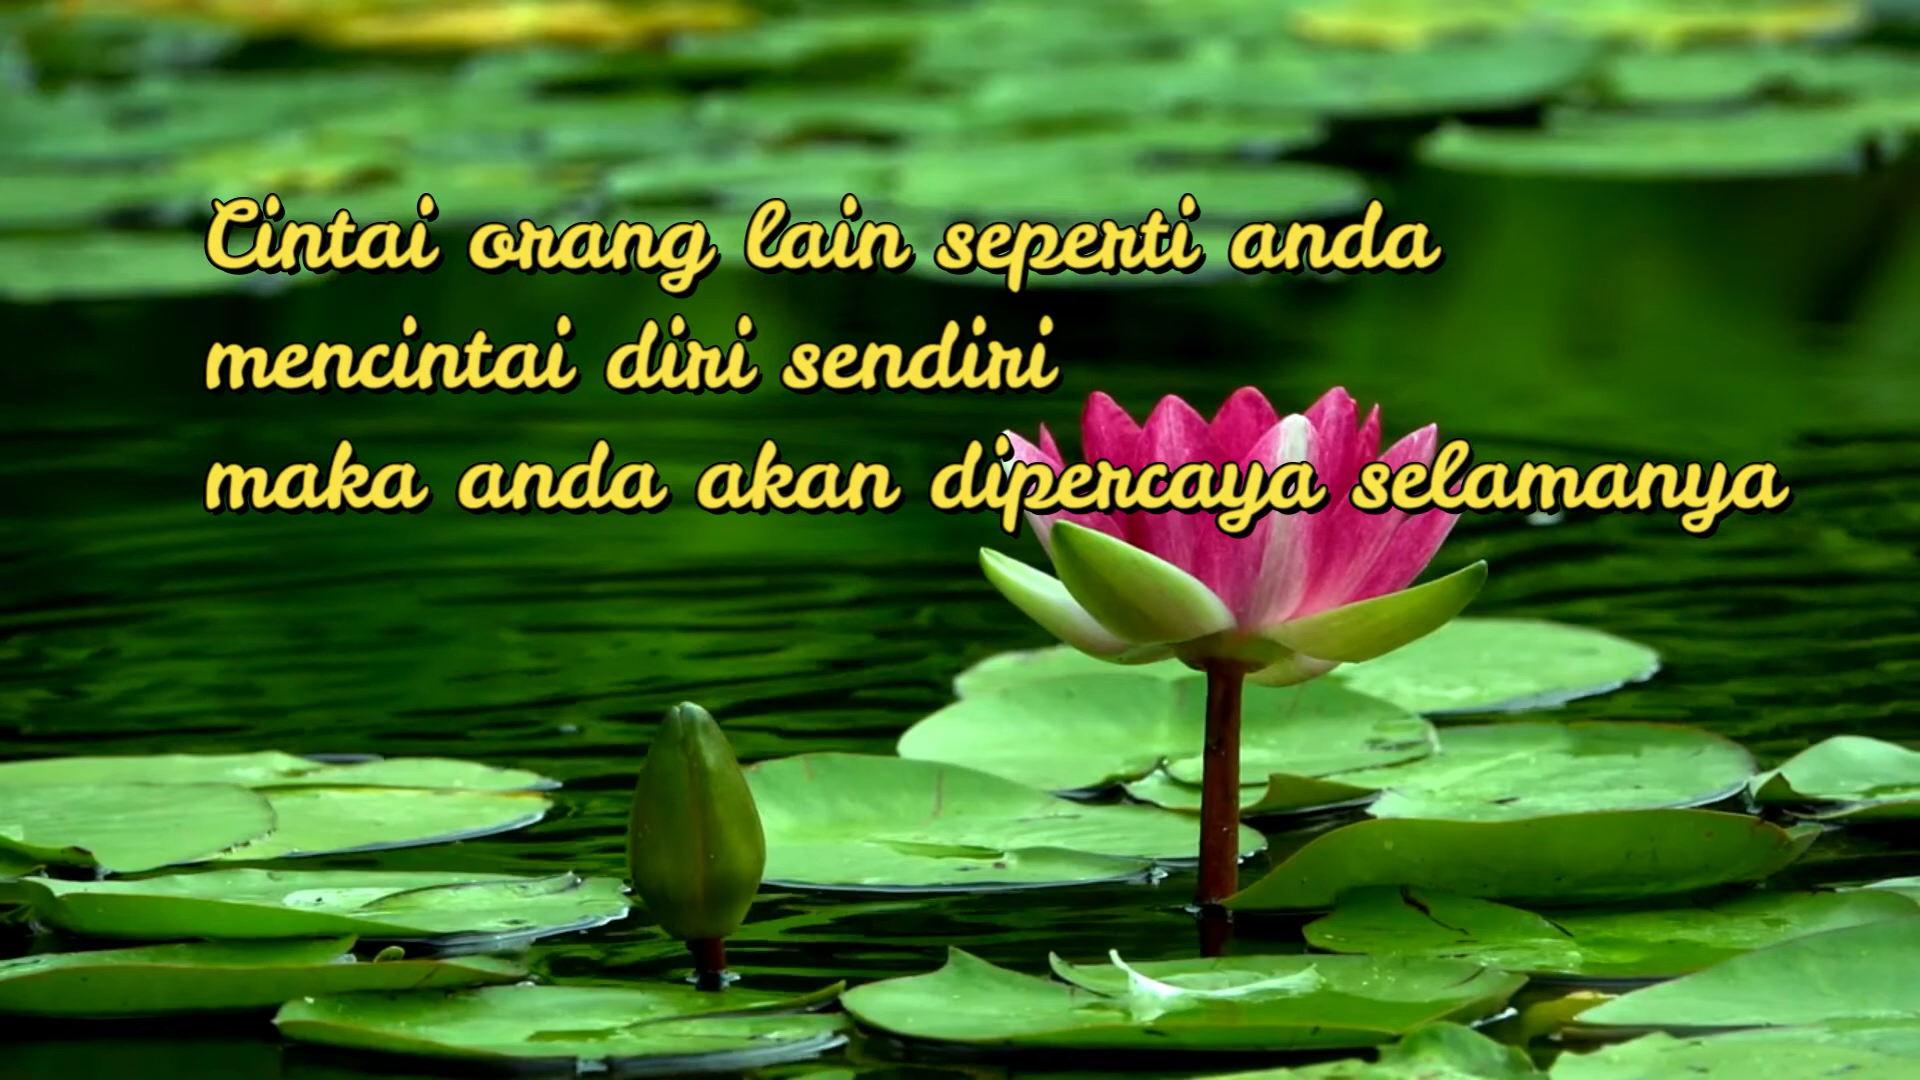 Cintai orang lain seperti anda
mencintai diri sendiri
maka anda akan dipercaya selamanya